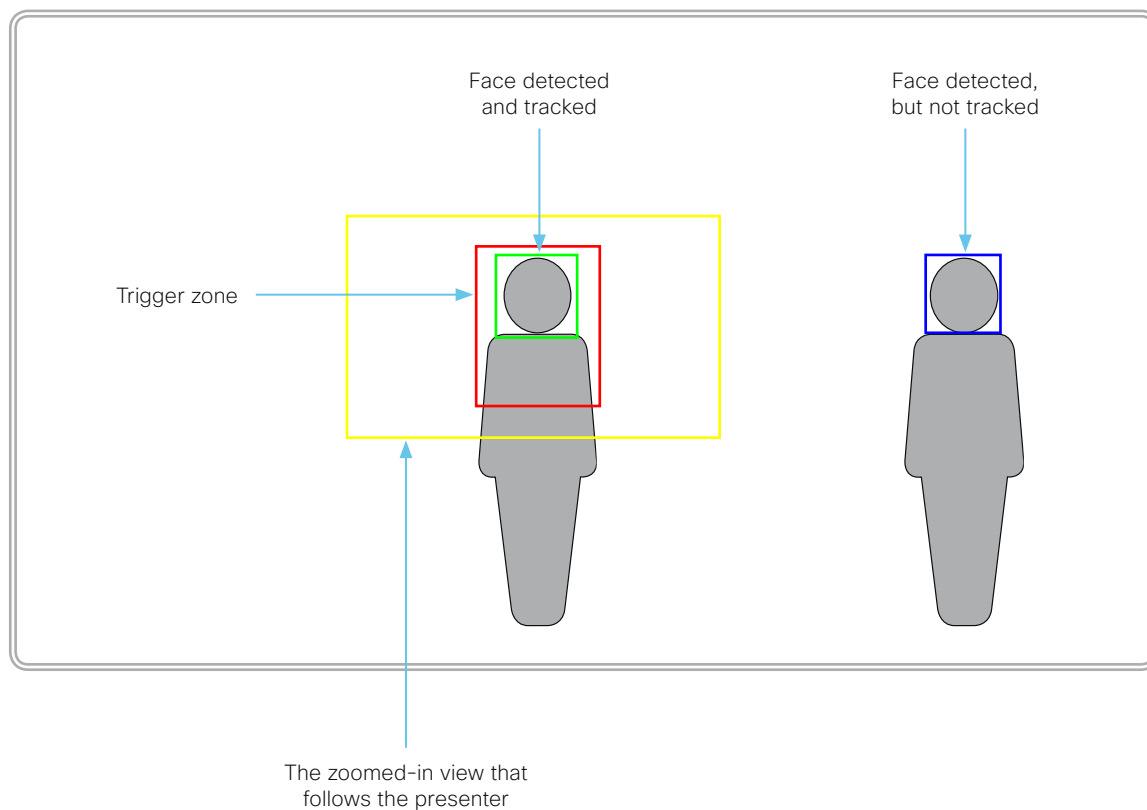 Face detected
and tracked
Face detected,
but not tracked
Trigger zone
The zoomed-in view that
follows the presenter